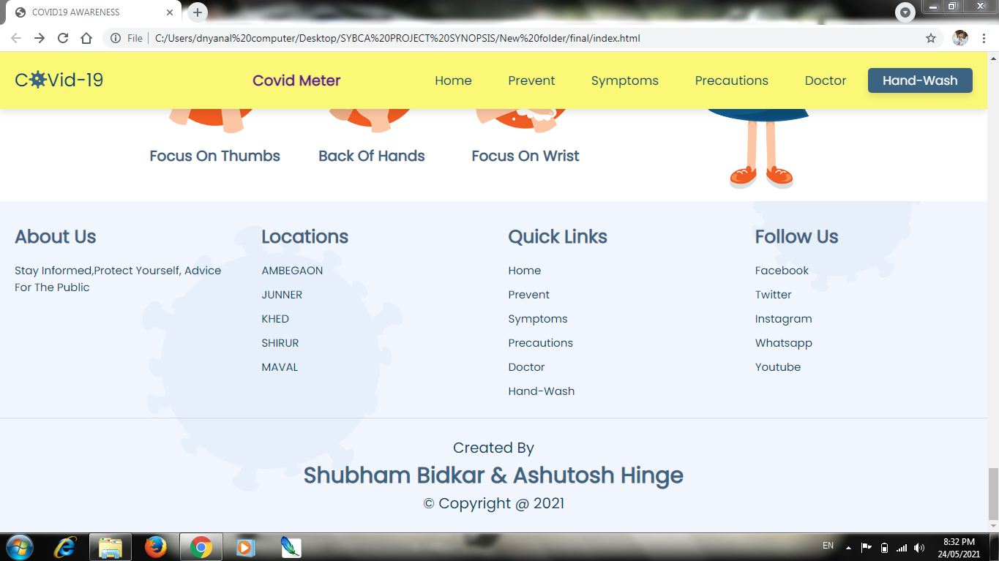 COVID19 AWARENESS
File
C:/Users/dnyanal%20computer/Desktop/SYBCA%20PROJECT%20SYNOPSIS/New%20folder/final/index.html
COVid-19
Covid Meter
Home
Prevent
Symptoms
Precautions
Doctor
Hand-Wash
Focus On Thumbs
Back Of Hands
Focus On Wrist
About Us
Stay Informed,Protect Yourself, Advice
For The Public
Locations
AMBEGAON
JUNNER
KHED
SHIRUR
MAVAL
Quick Links
Home
Prevent
Symptoms
Precautions
Doctor
Hand-Wash
Follow Us
Facebook
Twitter
Instagram
Whatsapp
Youtube
Created By
Shubham Bidkar & Ashutosh Hinge
© Copyright @ 2021
EN
8:32 PM
24/05/2021